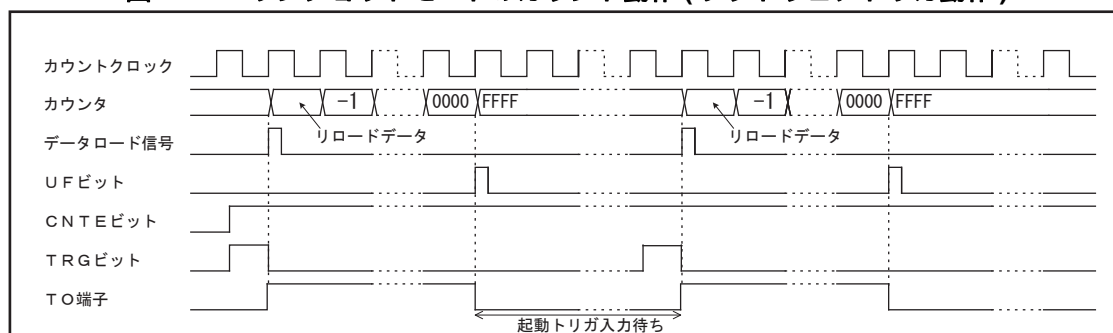 カウントクロック
カウンタ
-1
0000
FFFF
-1
0000
FFFF
リロードデータ
リロードデータ
データロード信号
UFビット
CNTEビット
TRGビット
TO端子
起動トリガ入力待ち